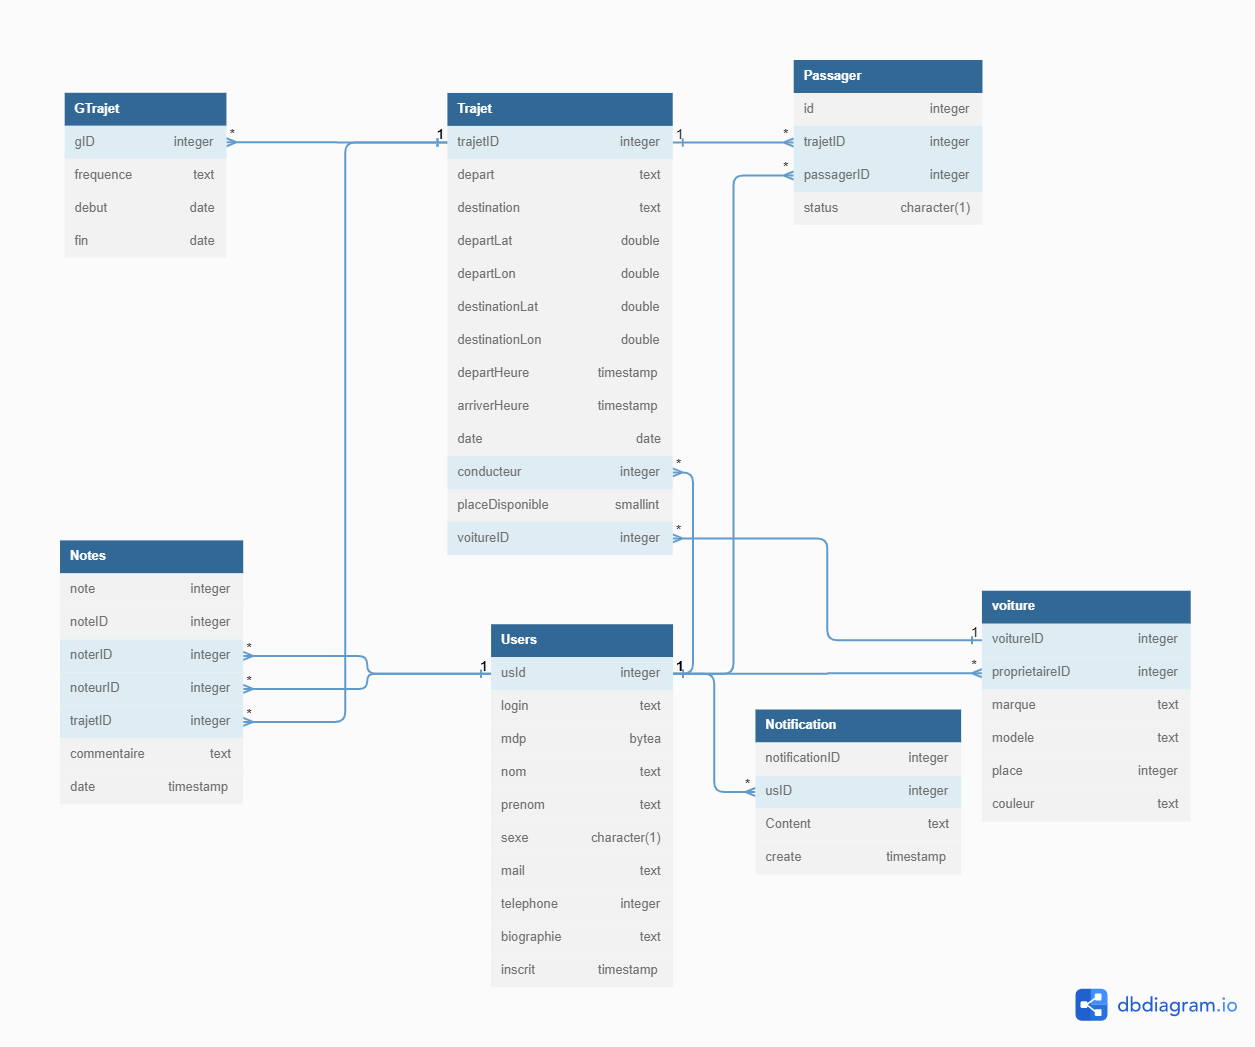 GTrajet
gID integer
frequence text
debut date
fin date
*
1
Trajet
trajetID integer
depart text
destination text
departLat double
departLon double
destinationLat double
destinationLon double
departHeure timestamp
arriverHeure timestamp
date date
conducteur integer
placeDisponible smallint
voitureID integer
1
*
*
Passager
id integer
trajetID integer
passagerID integer
status character(1)
*
*
Notes
note integer
noteID integer
noterID integer
noteurID integer
trajetID integer
commentaire text
date timestamp
*
*
*
1
Users
usId integer
login text
mdp bytea
nom text
prenom text
sexe character(1)
mail text
telephone integer
biographie text
inscrit timestamp
1
*
Notification
notificationID integer
usID integer
Content text
create timestamp
1
*
voiture
voitureID integer
proprietaireID integer
marque text
modele text
place integer
couleur text
dbdiagram.io